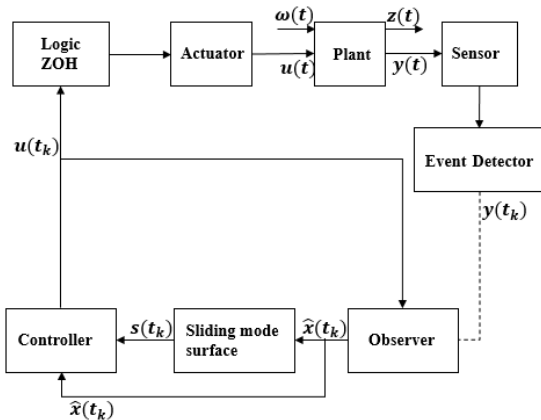 ω(t)
z(t)
Logic
ZOH
Actuator
Plant
Sensor
u(t)
y(t)
u(t_k)
Event Detector
y(t_k)
Controller
s(t_k)
Sliding mode
surface
x̂(t_k)
Observer
x̂(t_k)